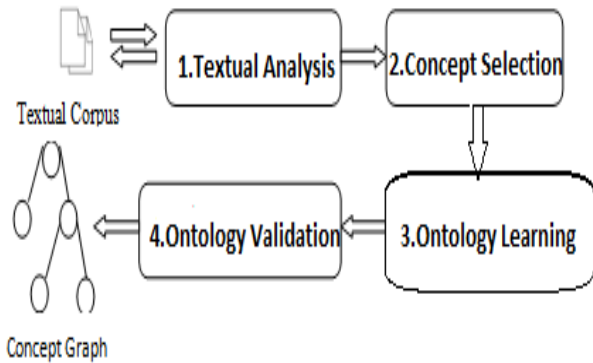 1.Textual Analysis
2.Concept Selection
Textual Corpus
4.Ontology Validation
3.Ontology Learning
Concept Graph